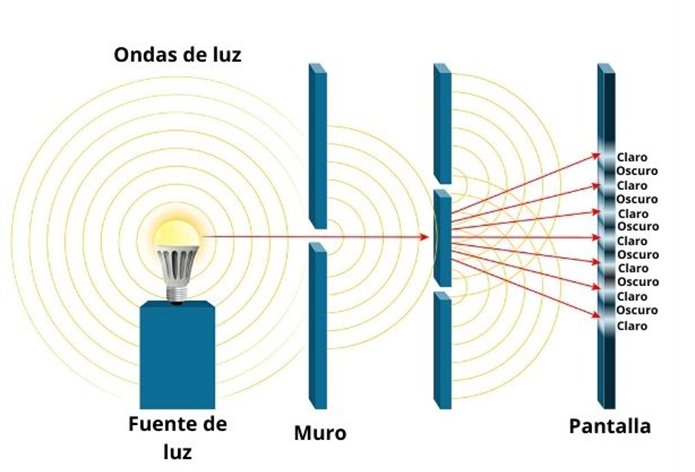 Ondas de luz
Claro
Oscuro
Claro
Oscuro
Claro
Oscuro
Claro
Oscuro
Claro
Oscuro
Claro
Oscuro
Claro
Fuente de
luz
Muro
Pantalla